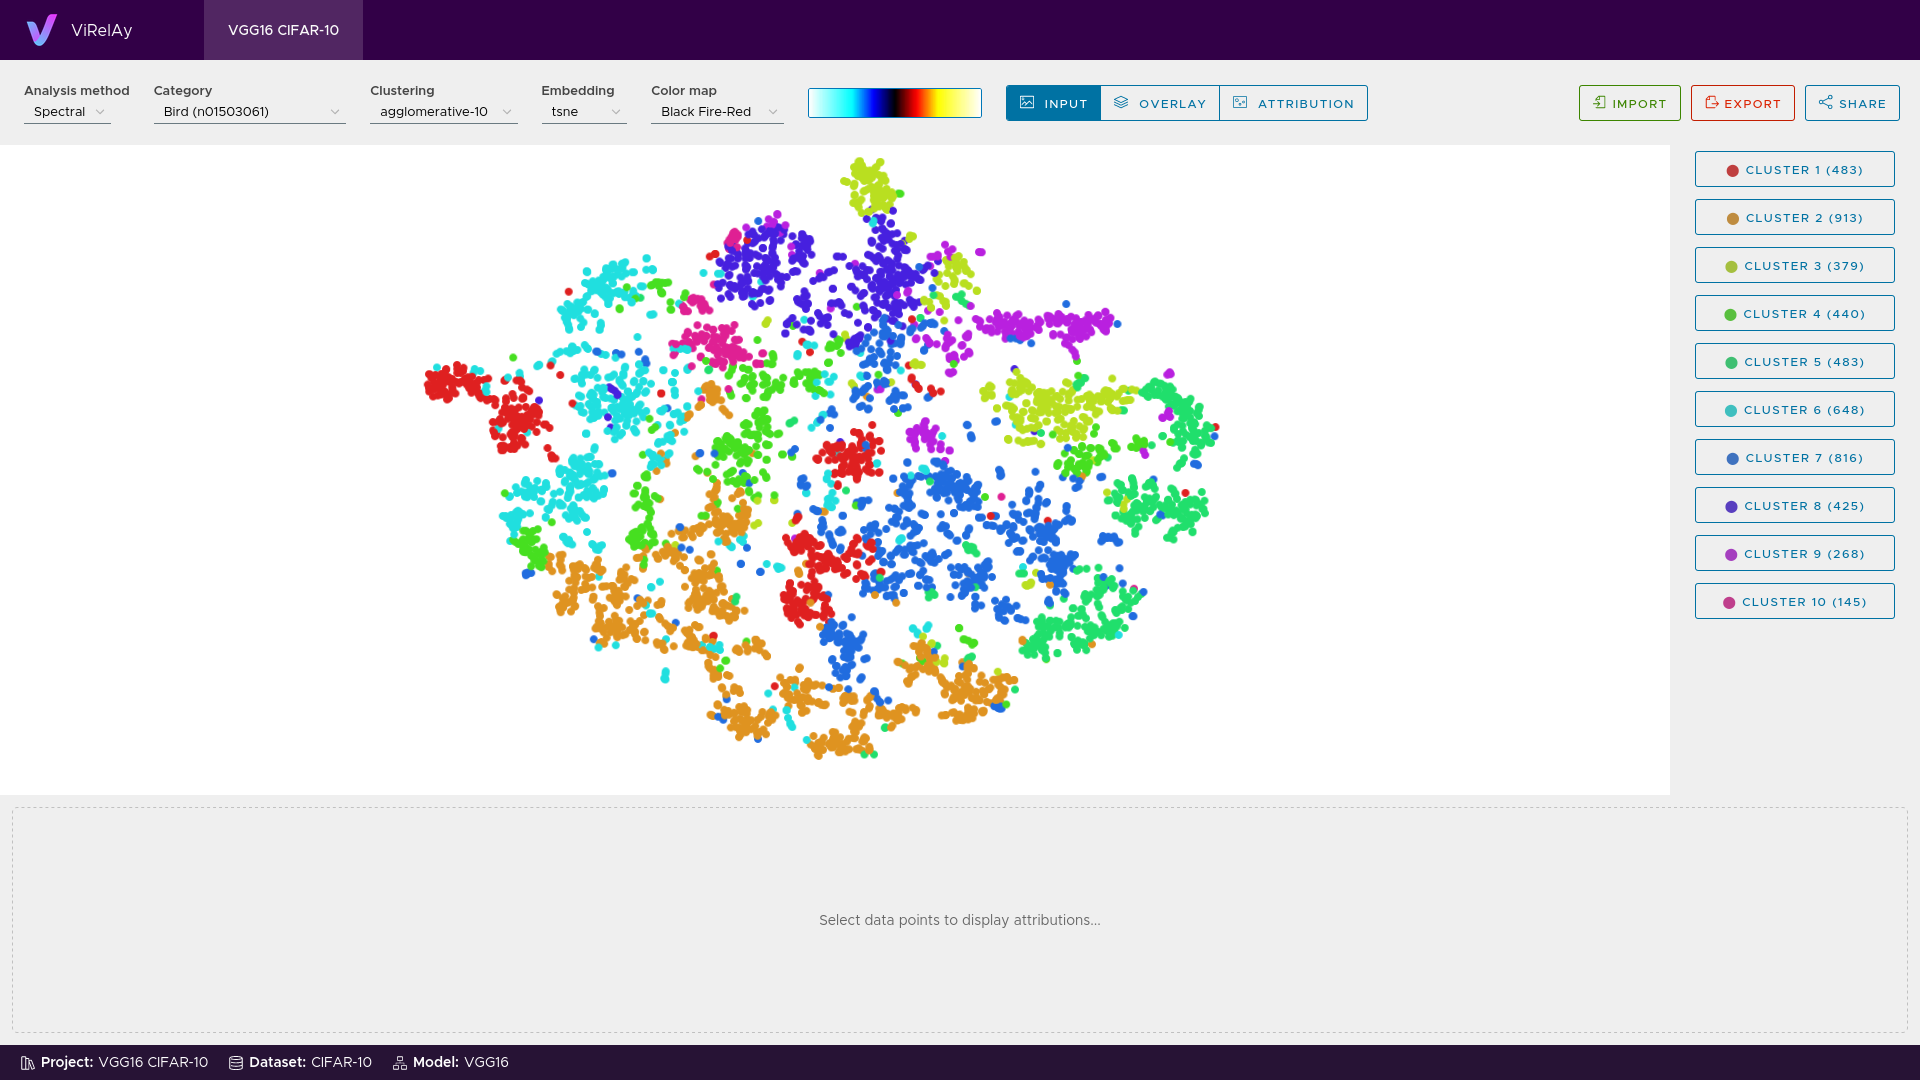 ViRelAy
VGG16 CIFAR-10
Analysis method
Spectral
Category
Bird (n01503061)
Clustering
agglomerative-10
Embedding
tsne
Color map
Black Fire-Red
INPUT
OVERLAY
ATTRIBUTION
IMPORT
EXPORT
SHARE
CLUSTER 1 (483)
CLUSTER 2 (913)
CLUSTER 3 (379)
CLUSTER 4 (440)
CLUSTER 5 (483)
CLUSTER 6 (648)
CLUSTER 7 (816)
CLUSTER 8 (425)
CLUSTER 9 (268)
CLUSTER 10 (145)
Select data points to display attributions...
Project: VGG16 CIFAR-10
Dataset: CIFAR-10
Model: VGG16